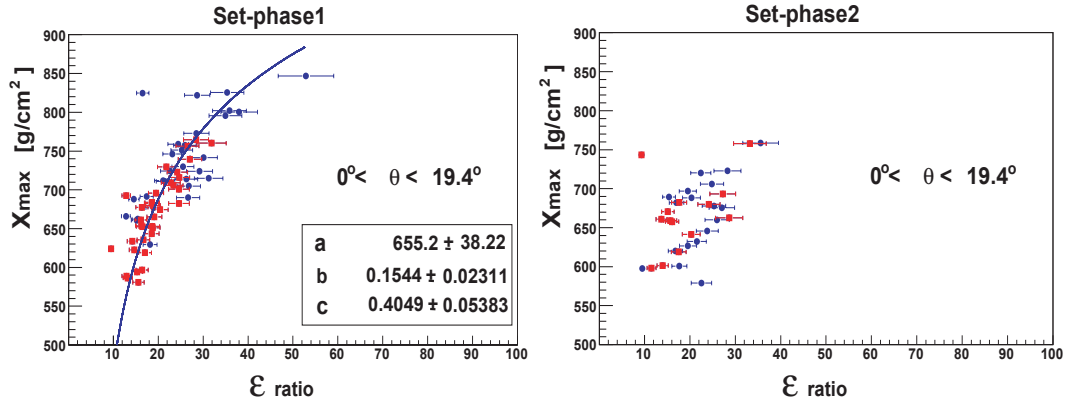 Set-phase1
Xmax [g/cm²]
900
850
800
750
700
650
600
550
500
0° < θ < 19.4°
a 655.2 ± 38.22
b 0.1544 ± 0.02311
c 0.4049 ± 0.05383
10 20 30 40 50 60 70 80 90 100
ε ratio
Set-phase2
Xmax [g/cm²]
900
850
800
750
700
650
600
550
500
0° < θ < 19.4°
10 20 30 40 50 60 70 80 90 100
ε ratio